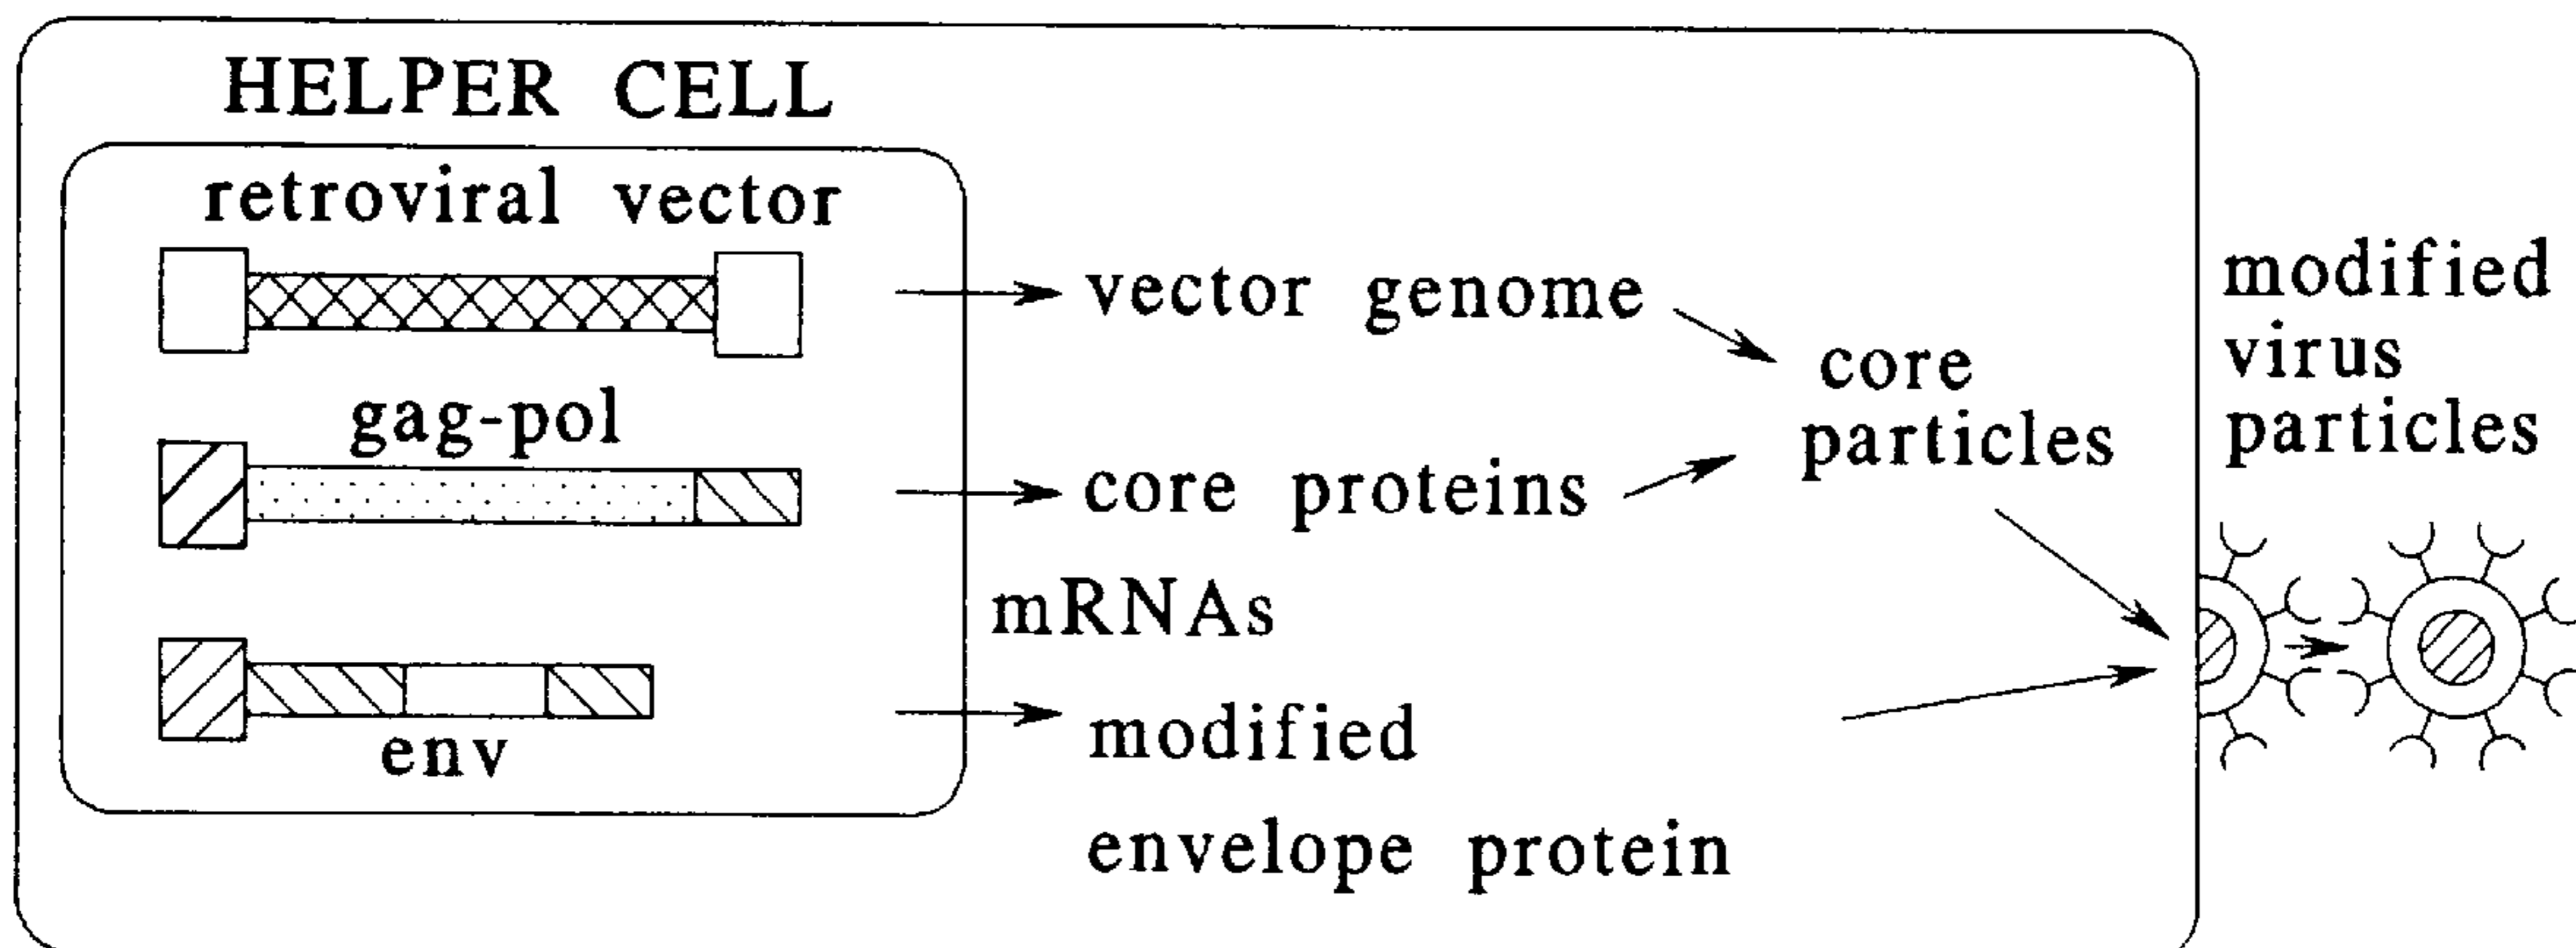 HELPER CELL
retroviral vector
gag-pol
env
vector genome
core proteins
mRNAs
modified
envelope protein
core
particles
modified
virus
particles